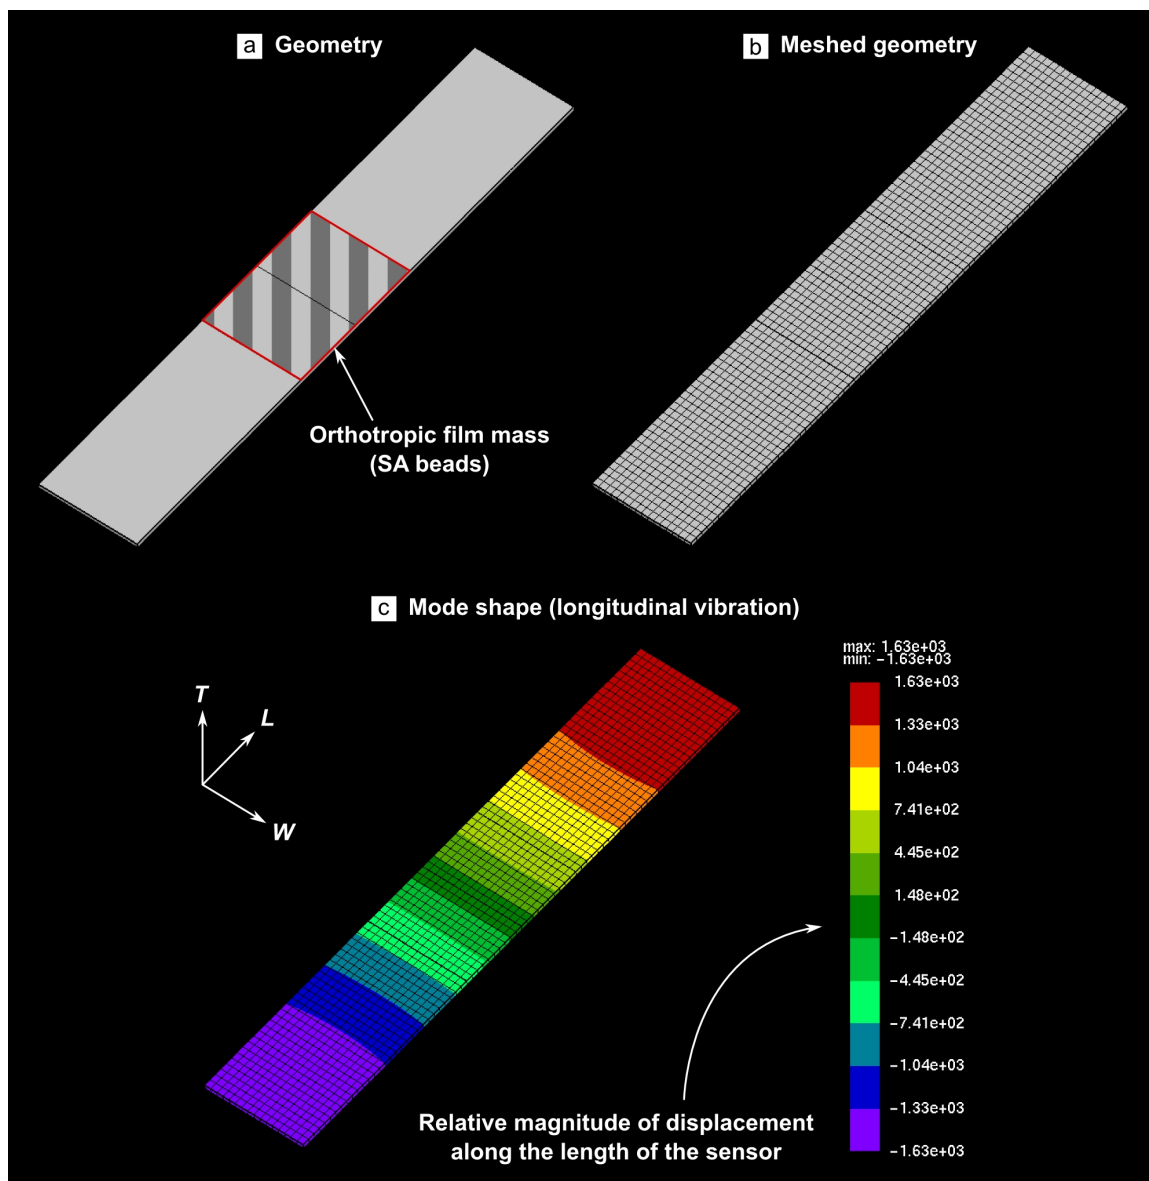 a Geometry
b Meshed geometry
Orthotropic film mass
(SA beads)
c Mode shape (longitudinal vibration)
max: 1.63e+03
min: -1.63e+03
T
L
W
1.63e+03
1.33e+03
1.04e+03
7.41e+02
4.45e+02
1.48e+02
-1.48e+02
-4.45e+02
-7.41e+02
-1.04e+03
-1.33e+03
-1.63e+03
Relative magnitude of displacement
along the length of the sensor